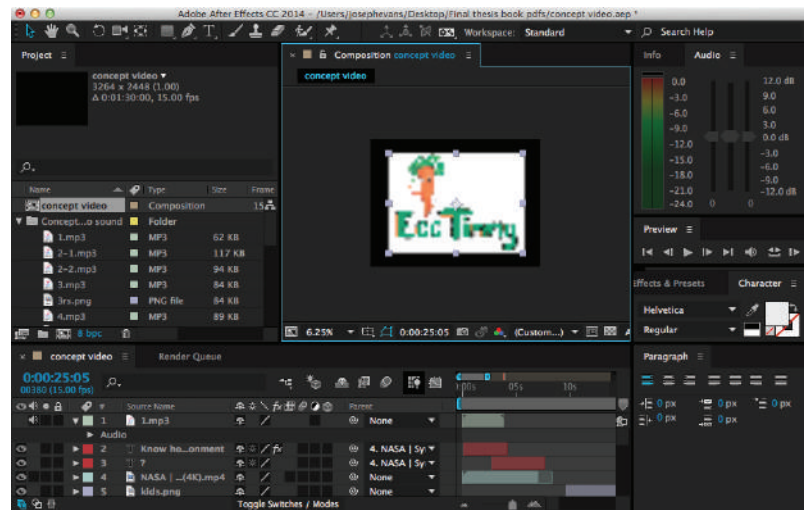 Adobe After Effects CC 2014 – /Users/josephevans/Desktop/Final thesis book pdfs/concept video.aep *
Workspace: Standard
Search Help
Project
concept video
3264 x 2448 (1.00)
Δ 0:01:30:00, 15.00 fps
Name Type Size Frame
concept video Composition 15
Concept...o sound Folder
1.mp3 MP3 62 KB
2-1.mp3 MP3 117 KB
2-2.mp3 MP3 94 KB
3.mp3 MP3 84 KB
3rs.png PNG file 64 KB
4.mp3 MP3 89 KB
8 bpc
Composition concept video
concept video
Ecc Timmy
6.25% 0:00:25:05 (Custom...)
Info Audio
0.0 12.0 dB
-3.0 9.0
-6.0 6.0
-9.0 3.0
-12.0 0.0 dB
-15.0 -3.0
-18.0 -6.0
-21.0 -9.0
-24.0 0 0 -12.0 dB
Preview
Effects & Presets Character
Helvetica
Regular
Paragraph
0 px 0 px 0 px
0 px 0 px
concept video Render Queue
0:00:25:05
00380 (15.00 fps)
05s 10s
# Source Name Parent
1 1.mp3 None
Audio
2 Know ho...onment 4. NASA | Sy
3 ? 4. NASA | Sy
4 NASA | ...(4K).mp4 None
5 kids.png None
Toggle Switches / Modes